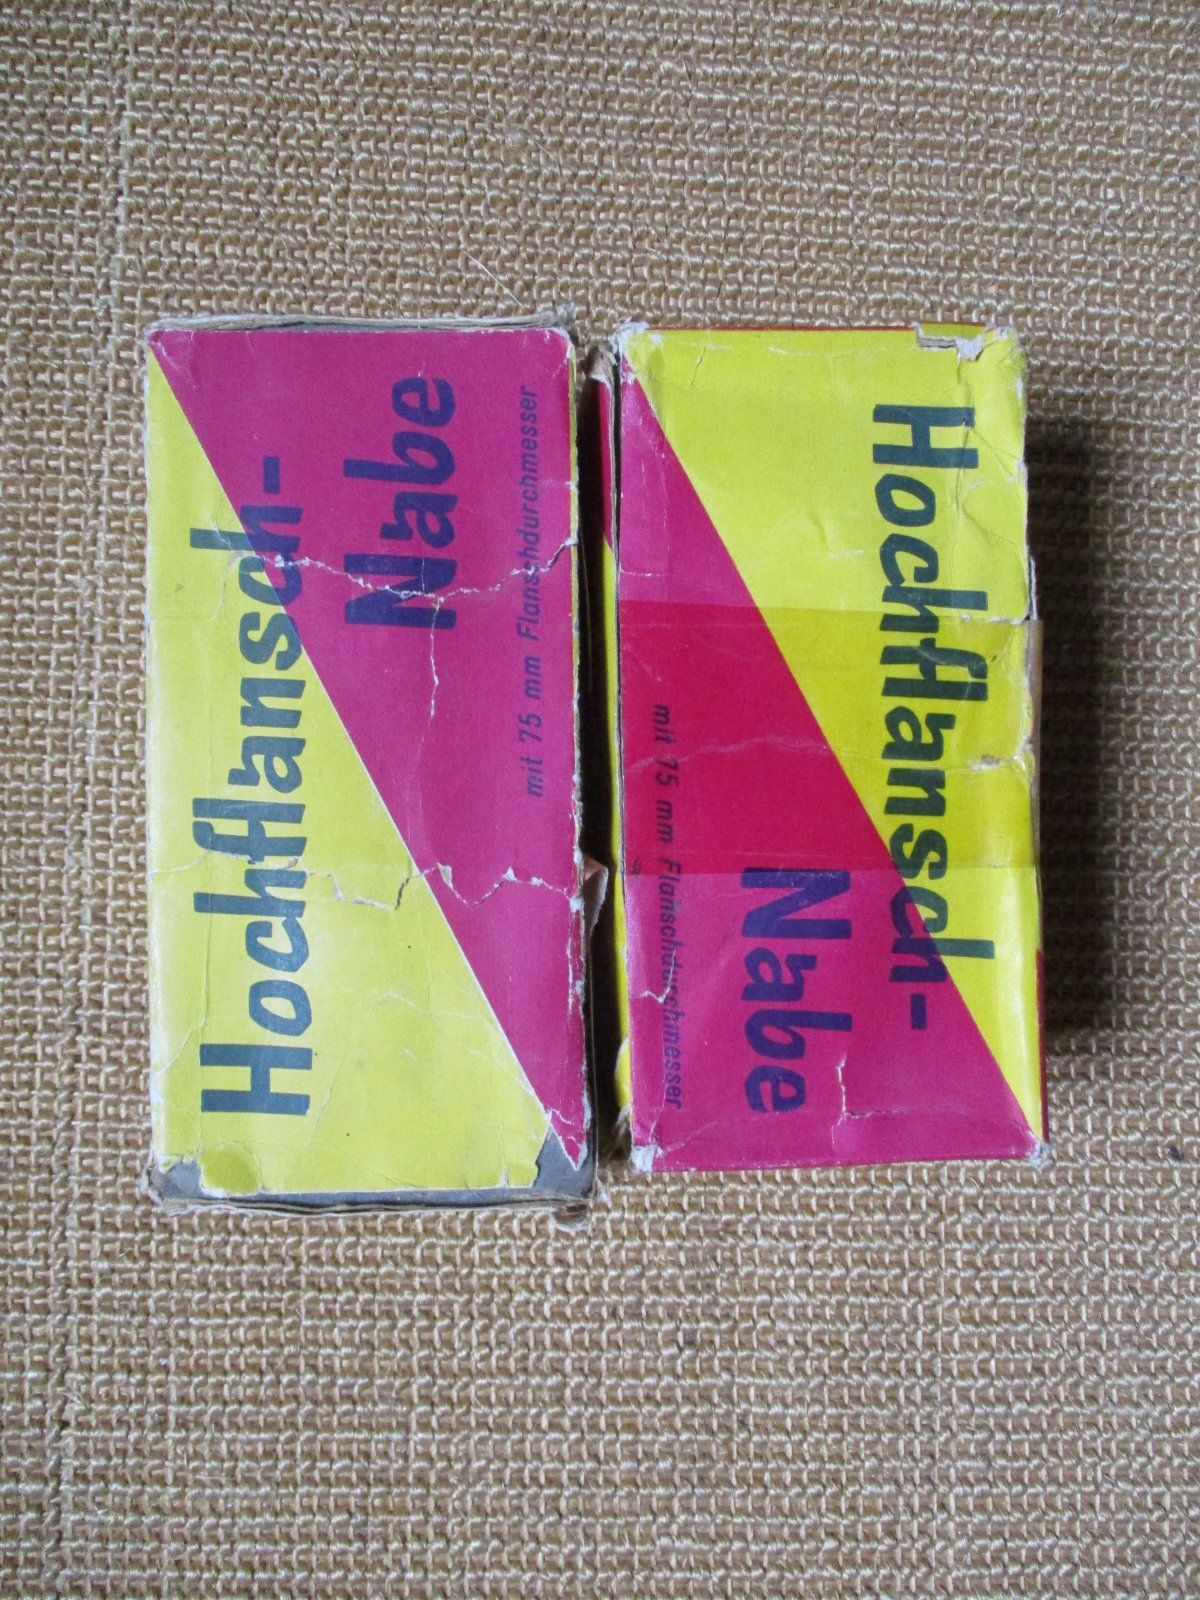 Hochflansch-
Nabe
mit 75 mm Flanschdurchmesser
Hochflansch-
Nabe
mit 75 mm Flanschdurchmesser